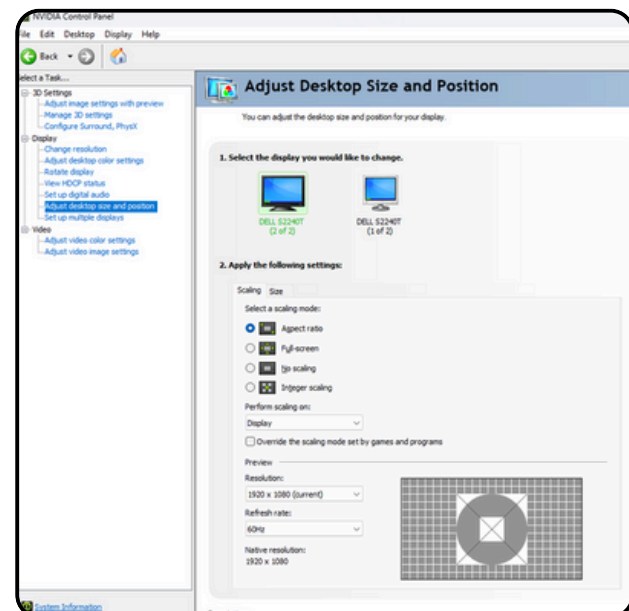 NVIDIA Control Panel
File Edit Desktop Display Help
Back
Select a Task...
3D Settings
Adjust image settings with preview
Manage 3D settings
Configure Surround, PhysX
Display
Change resolution
Adjust desktop color settings
Rotate display
View HDCP status
Set up digital audio
Adjust desktop size and position
Set up multiple displays
Video
Adjust video color settings
Adjust video image settings
System Information
Adjust Desktop Size and Position
You can adjust the desktop size and position for your display.
1. Select the display you would like to change.
DELL S2240T
(2 of 2)
DELL S2240T
(1 of 2)
2. Apply the following settings:
Scaling Size
Select a scaling mode:
Aspect ratio
Full-screen
No scaling
Integer scaling
Perform scaling on:
Display
Override the scaling mode set by games and programs
Preview
Resolution:
1920 x 1080 (current)
Refresh rate:
60Hz
Native resolution:
1920 x 1080